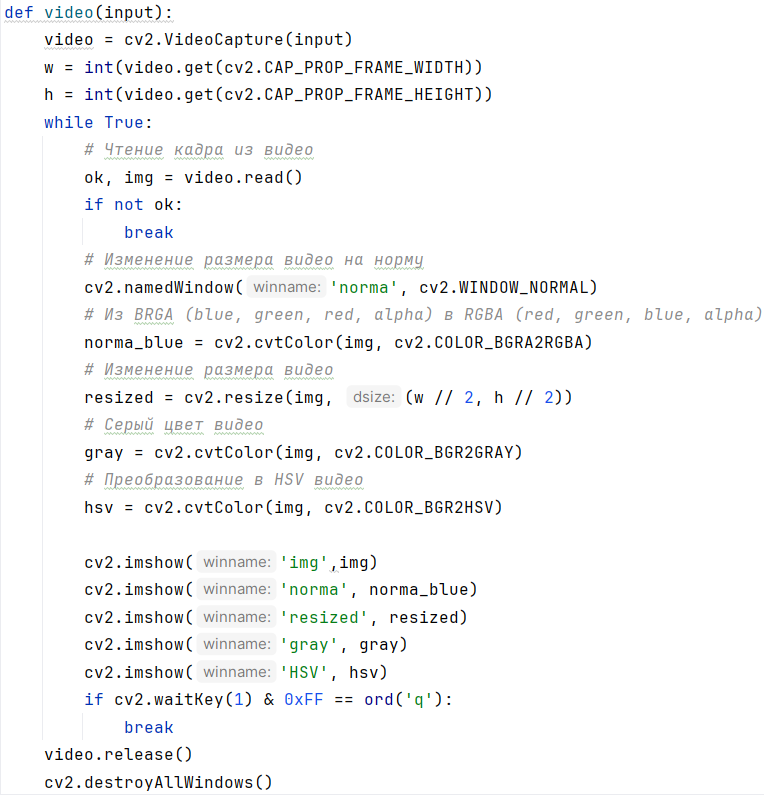 def video(input):
    video = cv2.VideoCapture(input)
    w = int(video.get(cv2.CAP_PROP_FRAME_WIDTH))
    h = int(video.get(cv2.CAP_PROP_FRAME_HEIGHT))
    while True:
        # Чтение кадра из видео
        ok, img = video.read()
        if not ok:
            break
        # Изменение размера видео на норму
        cv2.namedWindow( winname: 'norma', cv2.WINDOW_NORMAL)
        # Из BRGA (blue, green, red, alpha) в RGBA (red, green, blue, alpha)
        norma_blue = cv2.cvtColor(img, cv2.COLOR_BGRA2RGBA)
        # Изменение размера видео
        resized = cv2.resize(img, dsize: (w // 2, h // 2))
        # Серый цвет видео
        gray = cv2.cvtColor(img, cv2.COLOR_BGR2GRAY)
        # Преобразование в HSV видео
        hsv = cv2.cvtColor(img, cv2.COLOR_BGR2HSV)

        cv2.imshow( winname: 'img',img)
        cv2.imshow( winname: 'norma', norma_blue)
        cv2.imshow( winname: 'resized', resized)
        cv2.imshow( winname: 'gray', gray)
        cv2.imshow( winname: 'HSV', hsv)
        if cv2.waitKey(1) & 0xFF == ord('q'):
            break
    video.release()
    cv2.destroyAllWindows()